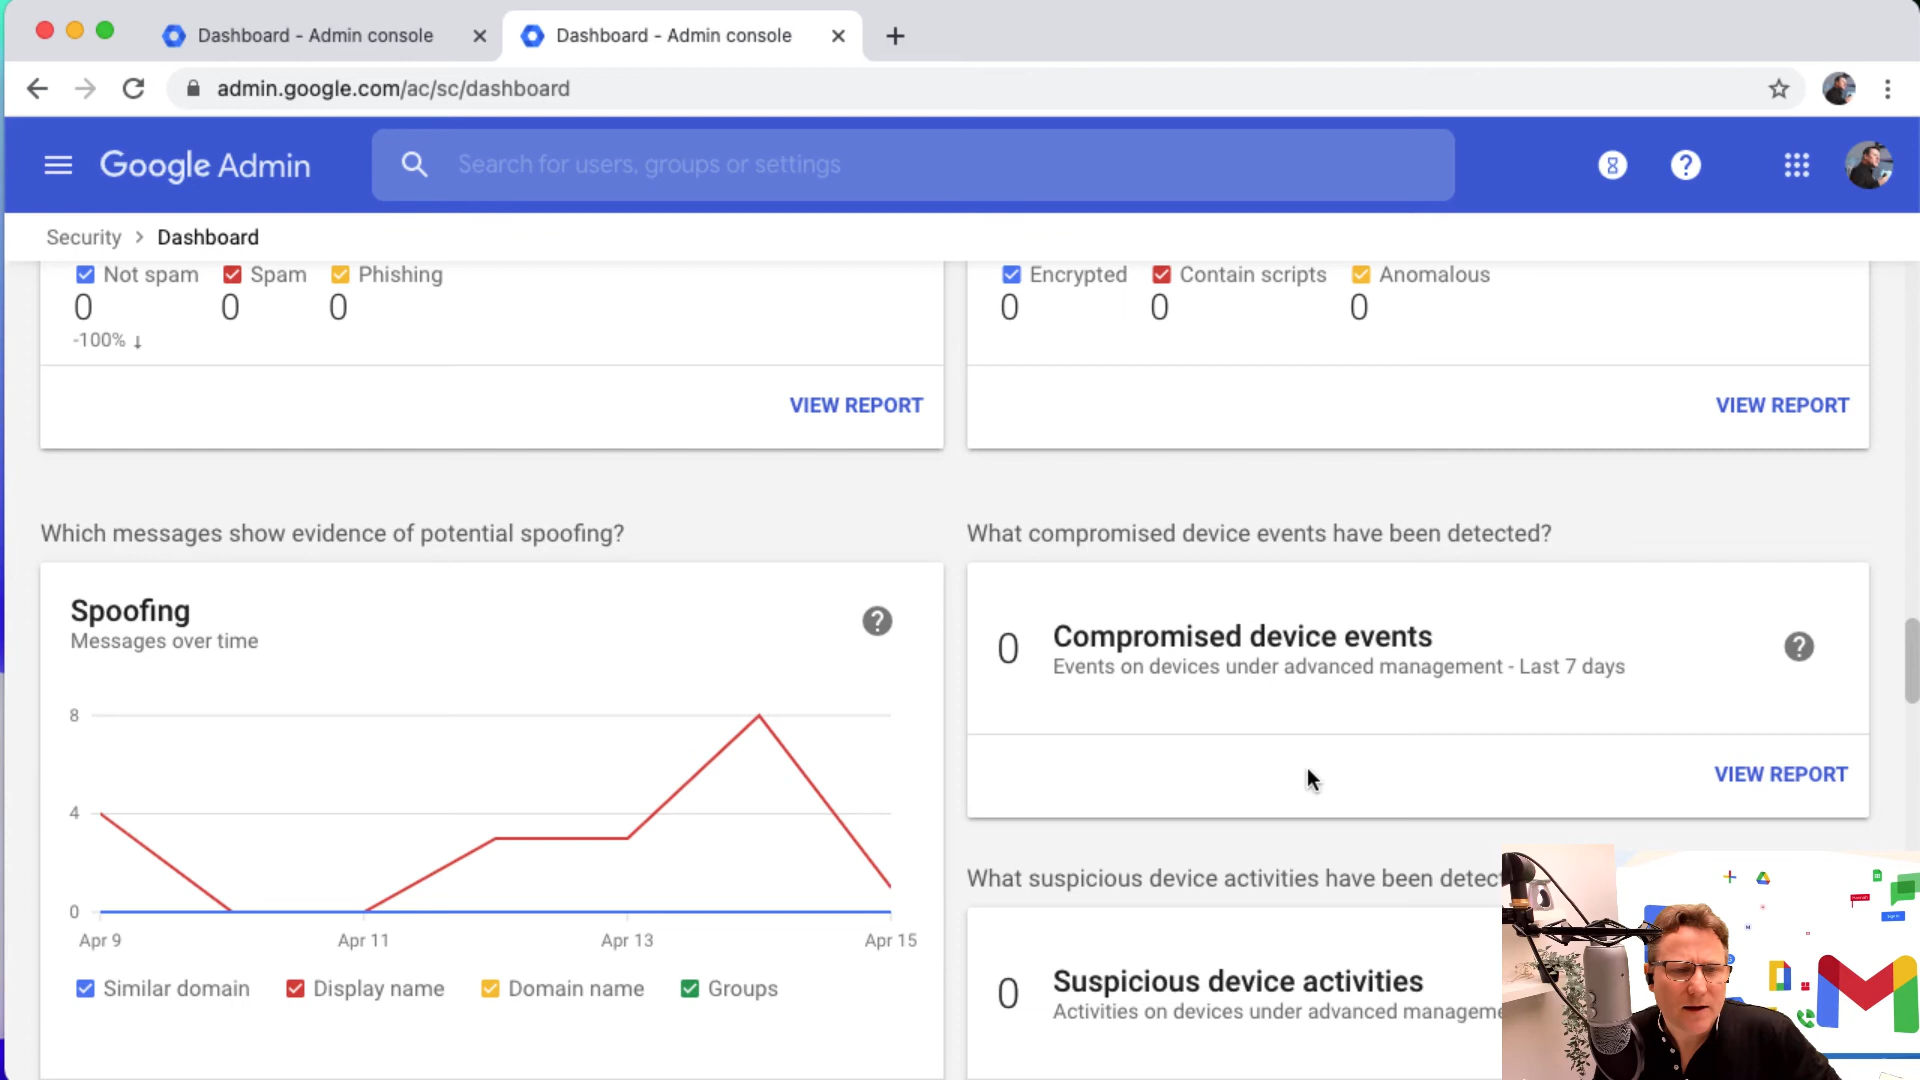 Dashboard - Admin console
Dashboard - Admin console
admin.google.com/ac/sc/dashboard
Google Admin
Search for users, groups or settings
Security > Dashboard
Not spam Spam Phishing
0 0 0
-100% ↓
VIEW REPORT
Encrypted Contain scripts Anomalous
0 0 0
VIEW REPORT
Which messages show evidence of potential spoofing?
Spoofing
Messages over time
8
4
0
Apr 9 Apr 11 Apr 13 Apr 15
Similar domain Display name Domain name Groups
What compromised device events have been detected?
0 Compromised device events
Events on devices under advanced management - Last 7 days
VIEW REPORT
What suspicious device activities have been detec
0 Suspicious device activities
Activities on devices under advanced manageme